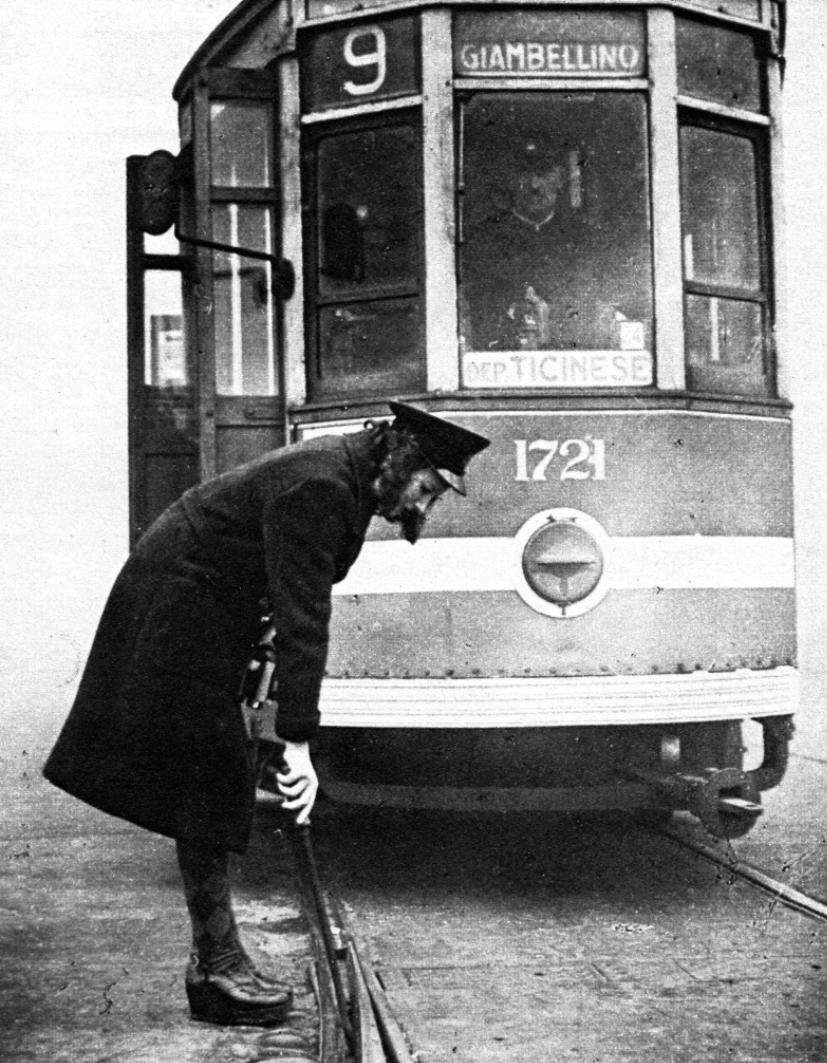 9
GIAMBELLINO
DEP. TICINESE
1721